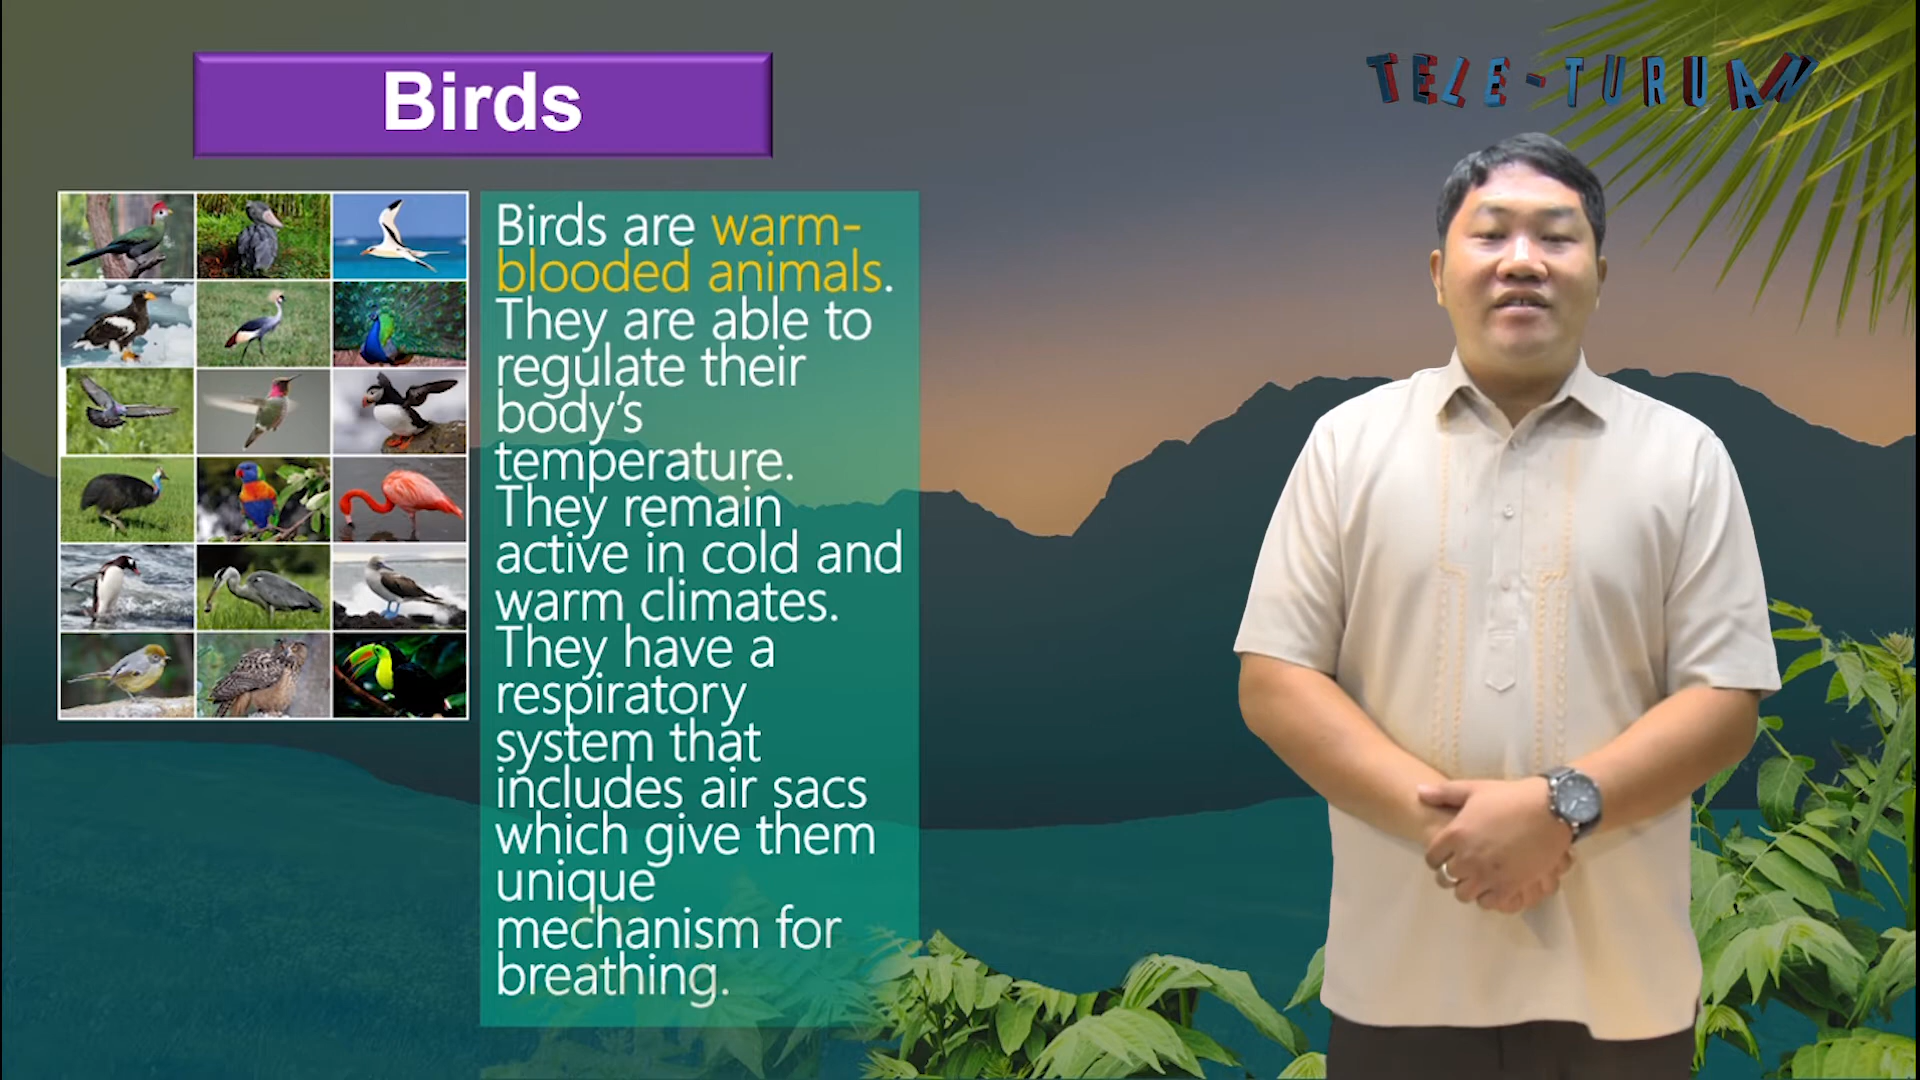 Birds
TELE-TURUAN
Birds are warm-
blooded animals.
They are able to
regulate their
body's
temperature.
They remain
active in cold and
warm climates.
They have a
respiratory
system that
includes air sacs
which give them
unique
mechanism for
breathing.